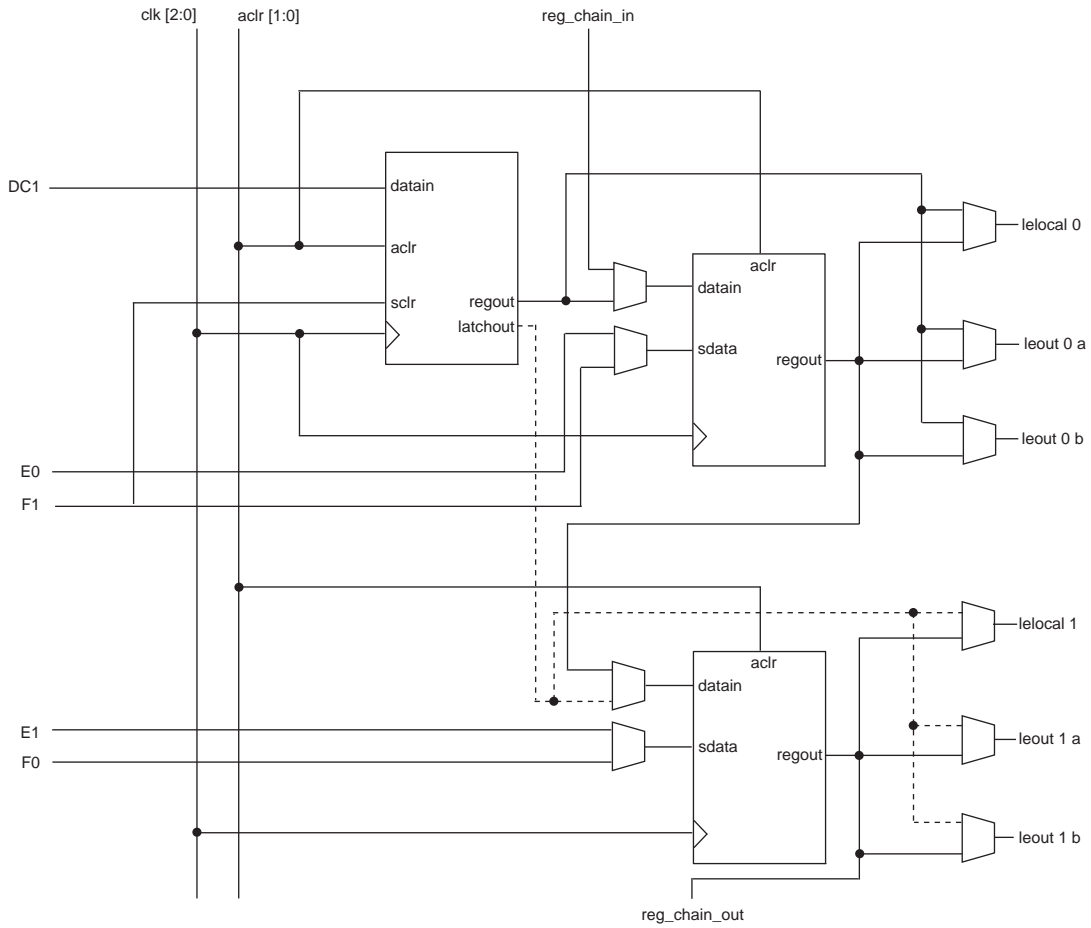 clk [2:0]
aclr [1:0]
reg_chain_in
DC1
datain
aclr
sclr
regout
latchout
aclr
datain
sdata
regout
lelocal 0
leout 0 a
leout 0 b
E0
F1
aclr
datain
sdata
regout
lelocal 1
leout 1 a
leout 1 b
E1
F0
reg_chain_out